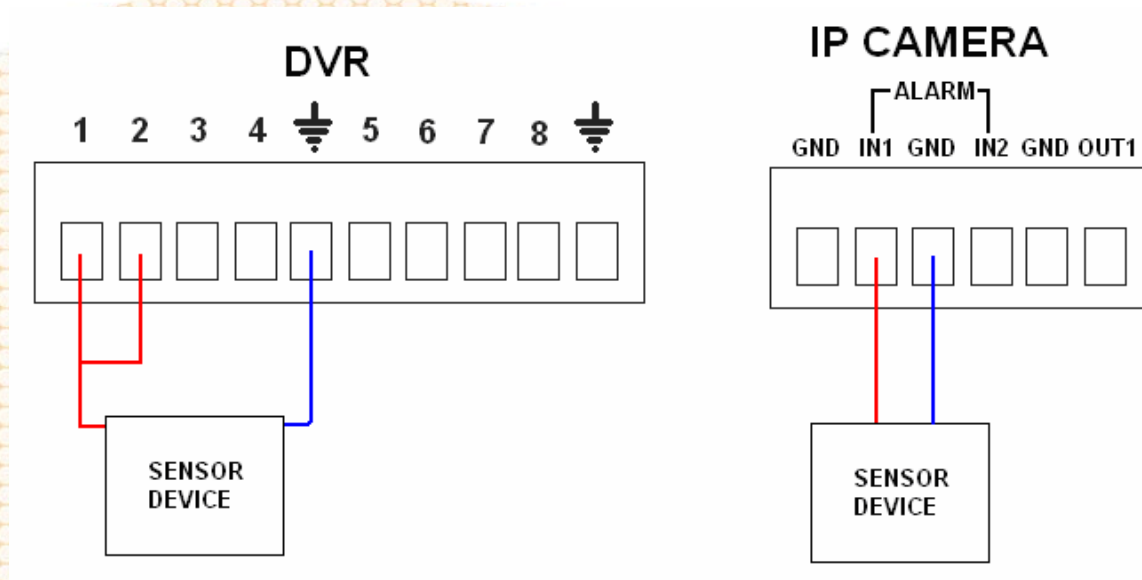 DVR
1 2 3 4 5 6 7 8
SENSOR
DEVICE
IP CAMERA
ALARM
GND IN1 GND IN2 GND OUT1
SENSOR
DEVICE